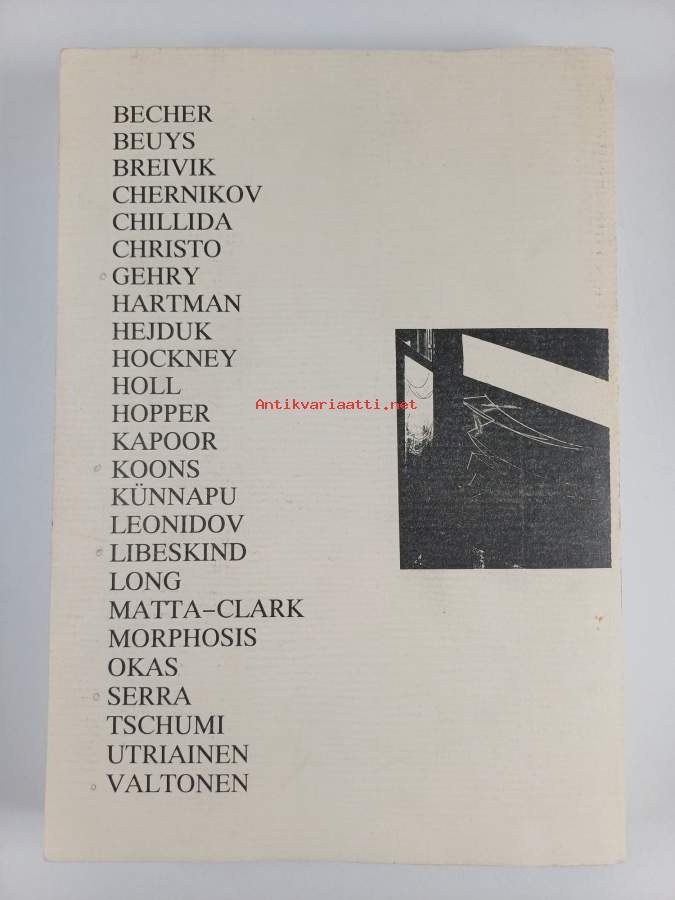 BECHER
BEUYS
BREIVIK
CHERNIKOV
CHILLIDA
CHRISTO
GEHRY
HARTMAN
HEJDUK
HOCKNEY
HOLL
Antikvariaatti.net
HOPPER
KAPOOR
KOONS
KÜNNAPU
LEONIDOV
LIBESKIND
LONG
MATTA–CLARK
MORPHOSIS
OKAS
SERRA
TSCHUMI
UTRIAINEN
VALTONEN